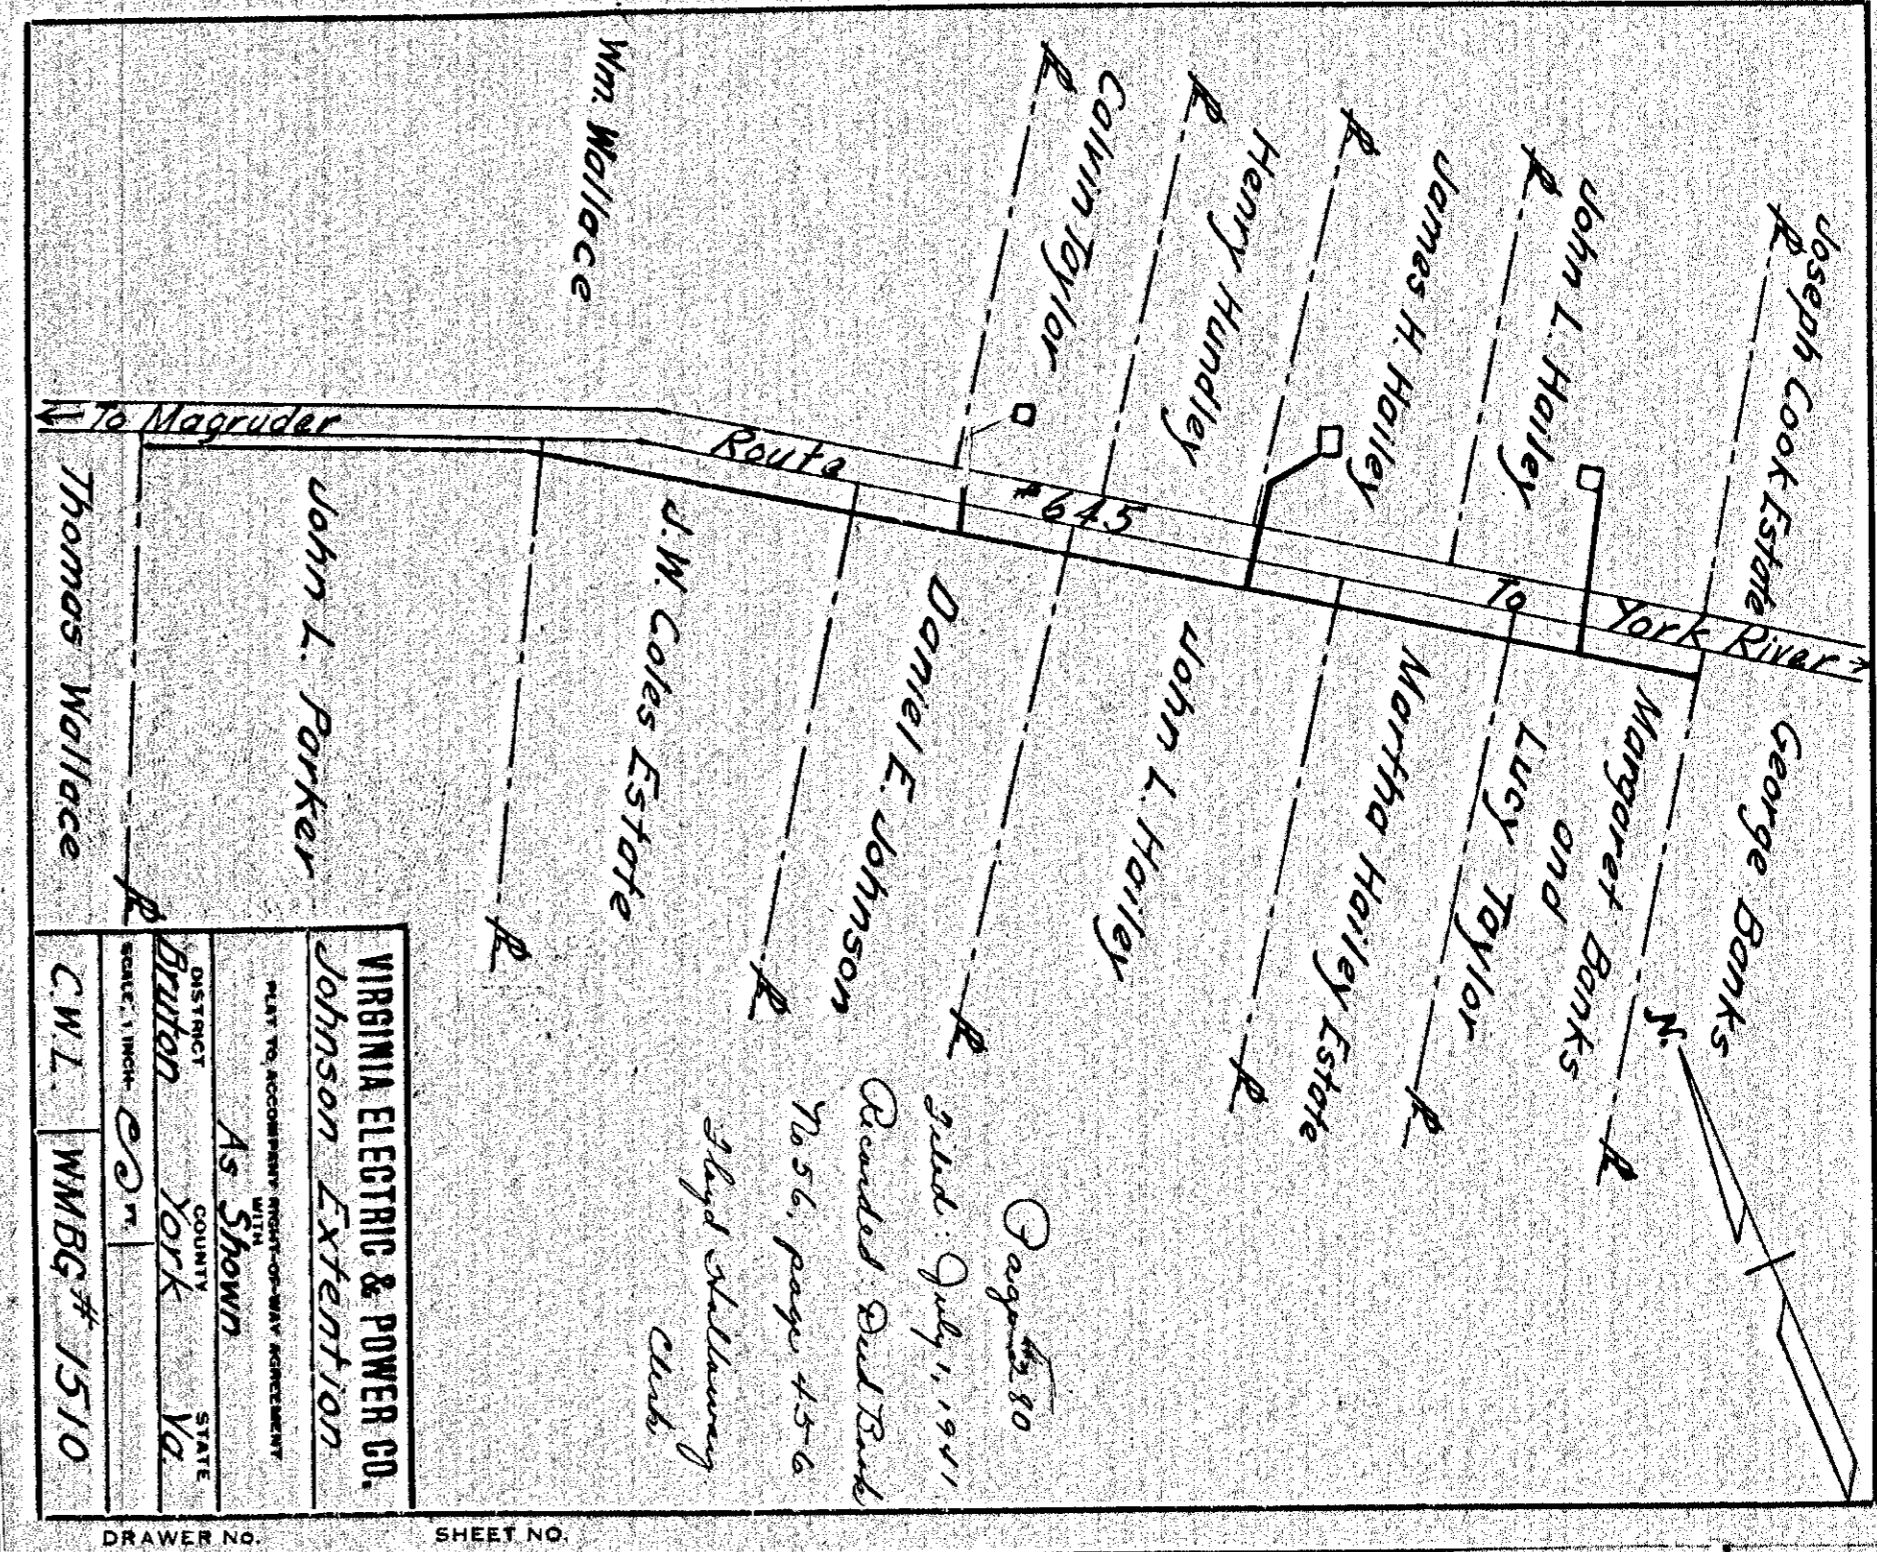 Wm. Wallace
Calvin Taylor
Henry Hundley
James H. Hailey
John L. Hailey
Joseph Cook Estate
To Magruder
Route
#645
To
York River
Thomas Wallace
John L. Parker
J.W. Coles Estate
Daniel E. Johnson
John L. Hailey
Martha Hailey Estate
Lucy Taylor
and
Margaret Banks
George Banks
N.
Page #280
Filed: July 1, 1941.
Recorded: Deed Book
No 56, page 456
Floyd Holloway
Clerk
VIRGINIA ELECTRIC & POWER CO.
Johnson Extention
PLAT TO ACCOMPANY RIGHT-OF-WAY AGREEMENT
WITH
As Shown
DISTRICT COUNTY STATE
Bruton York Va.
SCALE, 1 INCH= FT.
C.W.L. WMBG# 1510
DRAWER NO. SHEET NO.